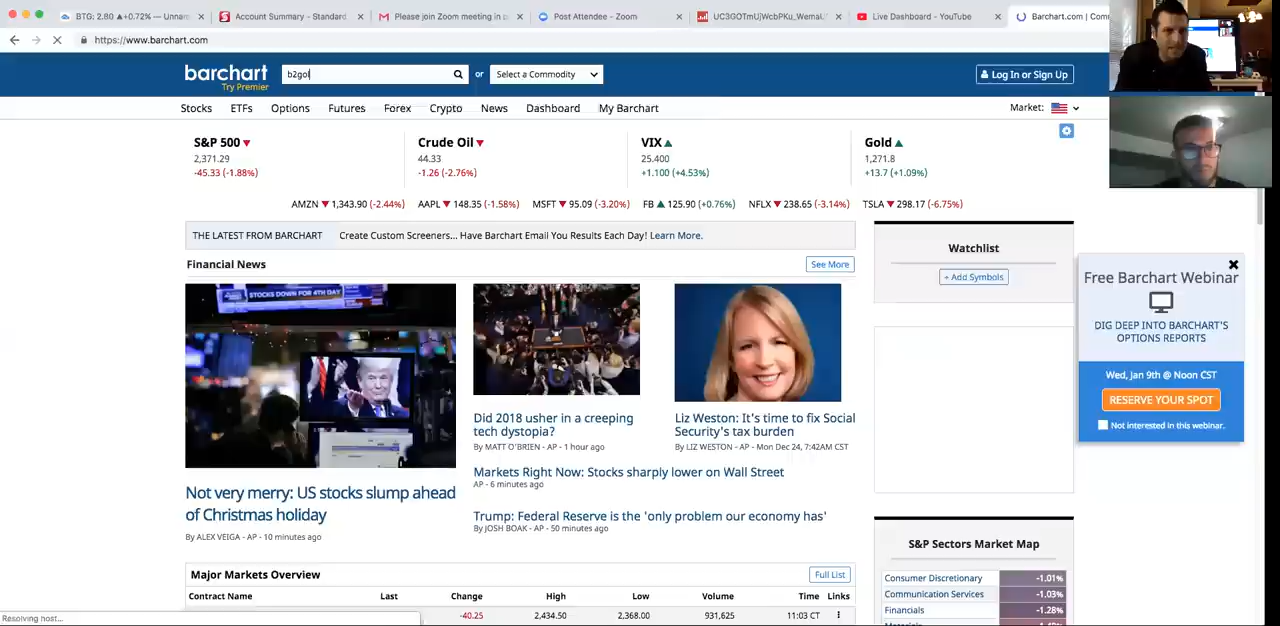 BTG: 2.80 ▲+0.72% — Unnam
Account Summary - Standard
Please join Zoom meeting in p
Post Attendee - Zoom
UC3GOTmUjWcbPKu_WemaU
Live Dashboard - YouTube
Barchart.com | Com
https://www.barchart.com
barchart
Try Premier
b2gol
or
Select a Commodity
Log In or Sign Up
Stocks ETFs Options Futures Forex Crypto News Dashboard My Barchart
Market:
S&P 500
2,371.29
-45.33 (-1.88%)
Crude Oil
44.33
-1.26 (-2.76%)
VIX
25.400
+1.100 (+4.53%)
Gold
1,271.8
+13.7 (+1.09%)
AMZN ▼ 1,343.90 (-2.44%) AAPL ▼ 148.35 (-1.58%) MSFT ▼ 95.09 (-3.20%) FB ▲ 125.90 (+0.76%) NFLX ▼ 238.65 (-3.14%) TSLA ▼ 298.17 (-6.75%)
THE LATEST FROM BARCHART Create Custom Screeners... Have Barchart Email You Results Each Day! Learn More.
Financial News
See More
STOCKS DOWN FOR 4TH DAY
Not very merry: US stocks slump ahead
of Christmas holiday
By ALEX VEIGA - AP - 10 minutes ago
Did 2018 usher in a creeping
tech dystopia?
By MATT O'BRIEN - AP - 1 hour ago
Liz Weston: It's time to fix Social
Security's tax burden
By LIZ WESTON - AP - Mon Dec 24, 7:42AM CST
Markets Right Now: Stocks sharply lower on Wall Street
AP - 6 minutes ago
Trump: Federal Reserve is the 'only problem our economy has'
By JOSH BOAK - AP - 50 minutes ago
Watchlist
+ Add Symbols
Free Barchart Webinar
DIG DEEP INTO BARCHART'S
OPTIONS REPORTS
Wed, Jan 9th @ Noon CST
RESERVE YOUR SPOT
Not interested in this webinar.
S&P Sectors Market Map
Consumer Discretionary -1.01%
Communication Services -1.03%
Financials -1.28%
Major Markets Overview
Full List
Contract Name Last Change High Low Volume Time Links
-40.25 2,434.50 2,368.00 931,625 11:03 CT
Resolving host...